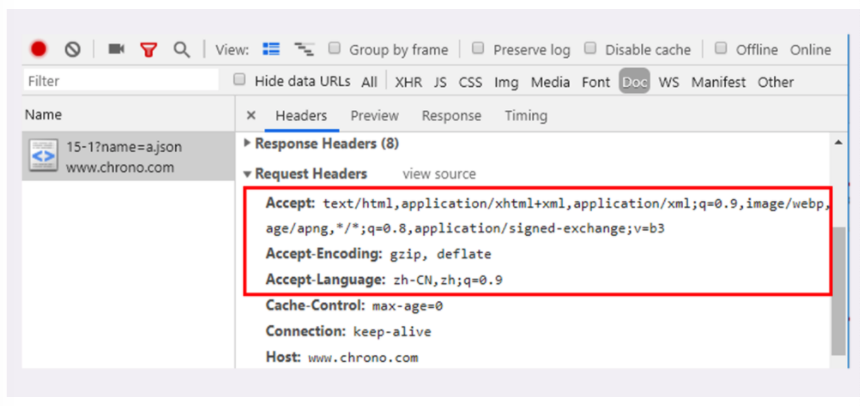 View: Group by frame Preserve log Disable cache Offline Online
Filter Hide data URLs All XHR JS CSS Img Media Font Doc WS Manifest Other
Name
× Headers Preview Response Timing
15-1?name=a.json
www.chrono.com
Response Headers (8)
Request Headers view source
Accept: text/html,application/xhtml+xml,application/xml;q=0.9,image/webp,
age/apng,*/*;q=0.8,application/signed-exchange;v=b3
Accept-Encoding: gzip, deflate
Accept-Language: zh-CN,zh;q=0.9
Cache-Control: max-age=0
Connection: keep-alive
Host: www.chrono.com